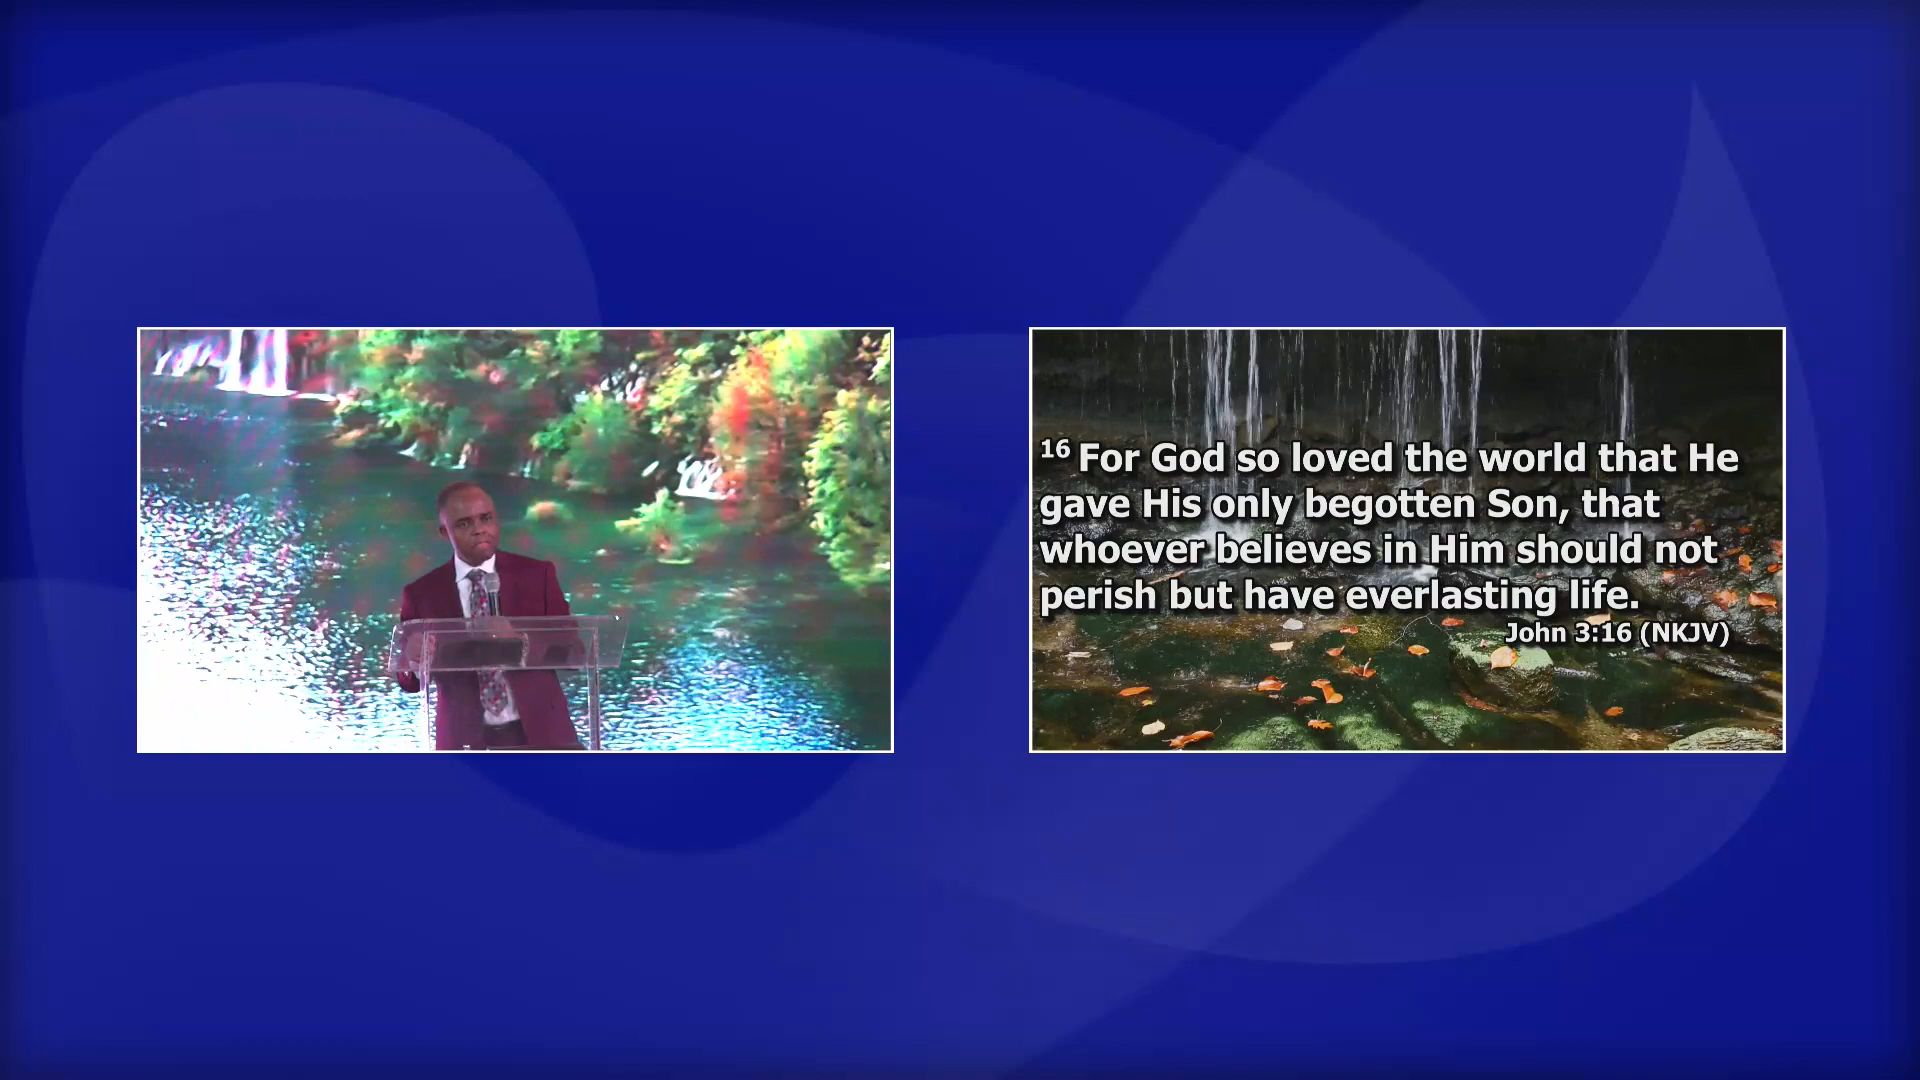 16 For God so loved the world that He
gave His only begotten Son, that
whoever believes in Him should not
perish but have everlasting life.
John 3:16 (NKJV)